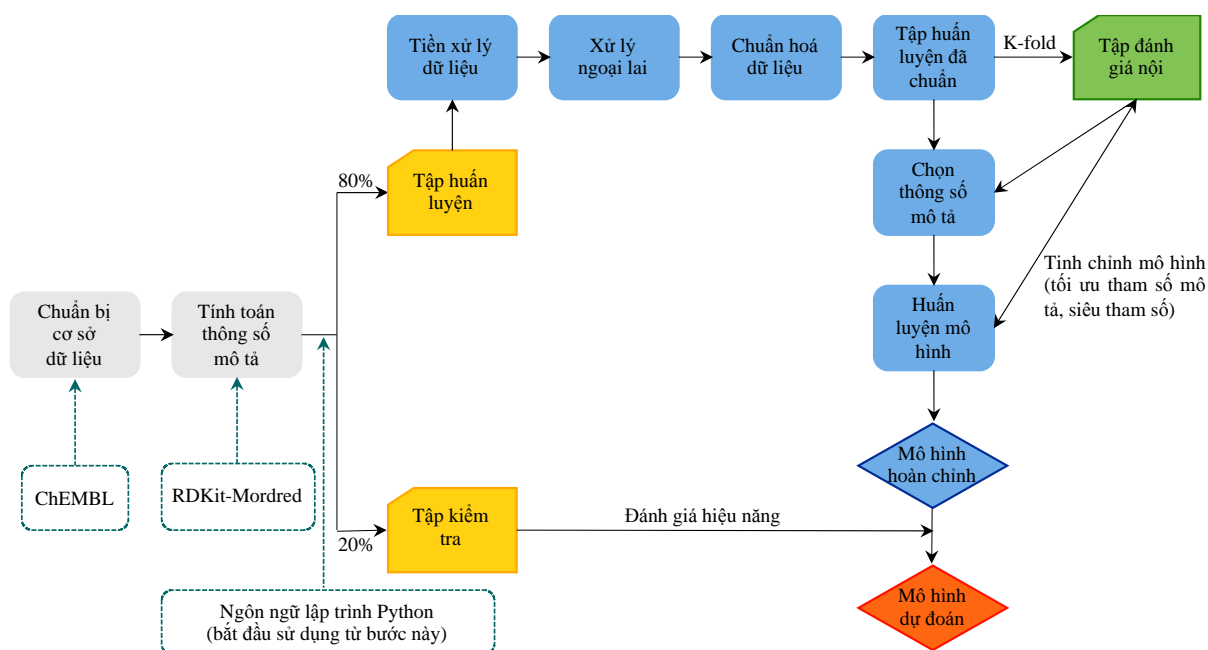 Tiền xử lý
dữ liệu
Xử lý
ngoại lai
Chuẩn hoá
dữ liệu
Tập huấn
luyện đã
chuẩn
K-fold
Tập đánh
giá nội
80%
Tập huấn
luyện
Chọn
thông số
mô tả
Tinh chỉnh mô hình
(tối ưu tham số mô
tả, siêu tham số)
Chuẩn bị
cơ sở
dữ liệu
Tính toán
thông số
mô tả
Huấn
luyện mô
hình
ChEMBL
RDKit-Mordred
Mô hình
hoàn chỉnh
20%
Tập kiểm
tra
Đánh giá hiệu năng
Ngôn ngữ lập trình Python
(bắt đầu sử dụng từ bước này)
Mô hình
dự đoán